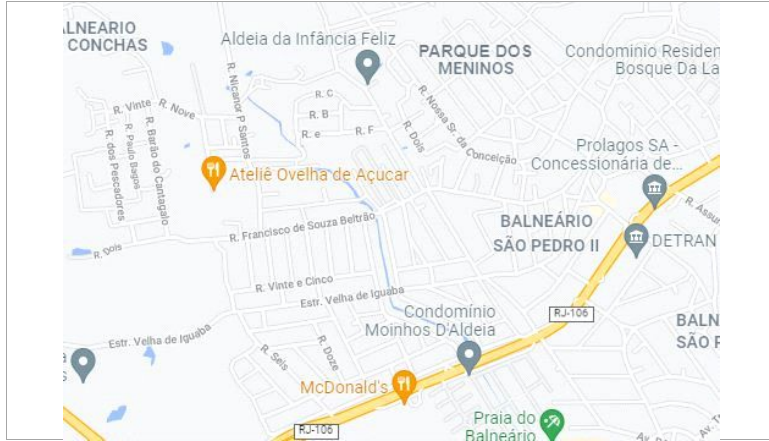 ALNEARIO
CONCHAS
Aldeia da Infância Feliz
PARQUE DOS
MENINOS
Condominio Residen
Bosque Da La
R. Nicanor P Santos
R. C
R. B
R. e
R. F
R. Dois
R. Nossa Sr. da Conceição
R. Vinte
R. Nove
R. dos Pescadores
R. Paulo Bagos
R. Barão do Cantagalo
Prolagos SA -
Concessionária de...
Ateliê Ovelha de Açucar
R. Assun
R. Francisco de Souza Beltrão
BALNEÁRIO
SÃO PEDRO II
DETRAN
R. Dois
R. Vinte e Cinco
Estr. Velha de Iguaba
Condomínio
Moinhos D'Aldeia
RJ-106
BALN
SÃO P
Estr. Velha de Iguaba
R. Seis
R. Doze
McDonald's
RJ-106
Praia do
Balneário